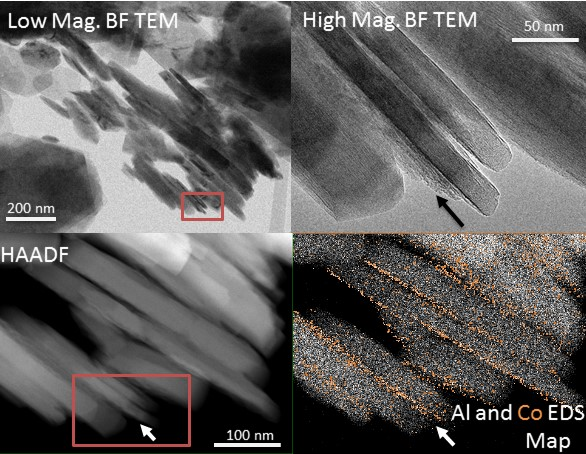 Low Mag. BF TEM
200 nm
High Mag. BF TEM
50 nm
HAADF
100 nm
Al and Co EDS
Map